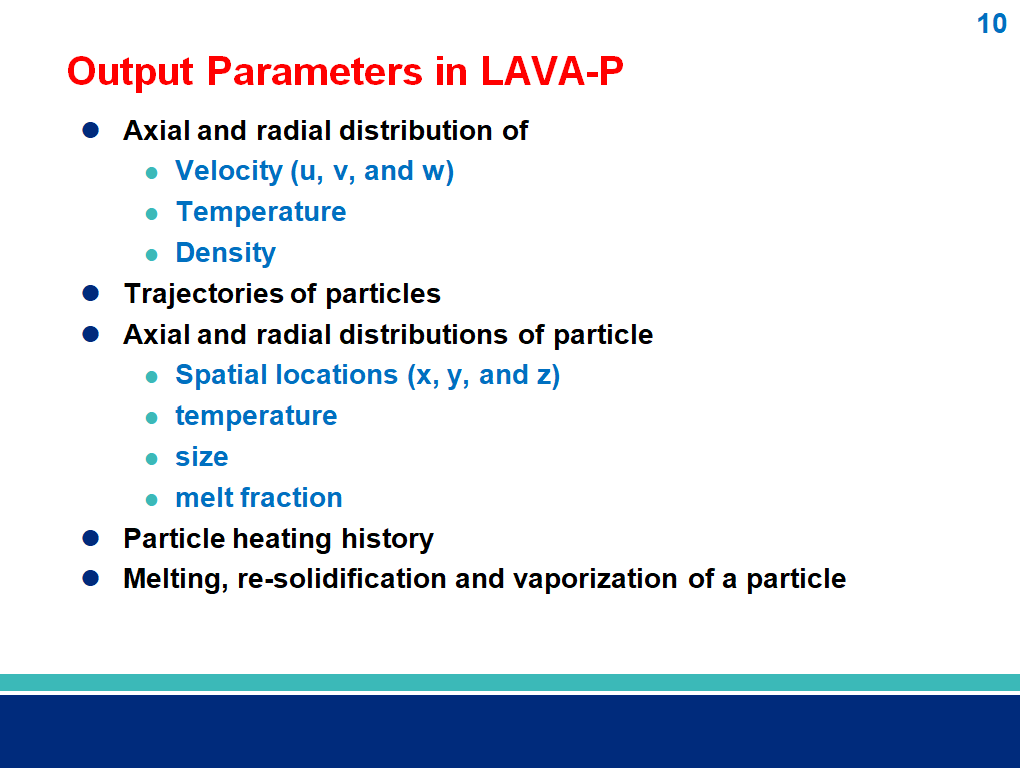 10
Output Parameters in LAVA-P
Axial and radial distribution of
Velocity (u, v, and w)
Temperature
Density
Trajectories of particles
Axial and radial distributions of particle
Spatial locations (x, y, and z)
temperature
size
melt fraction
Particle heating history
Melting, re-solidification and vaporization of a particle